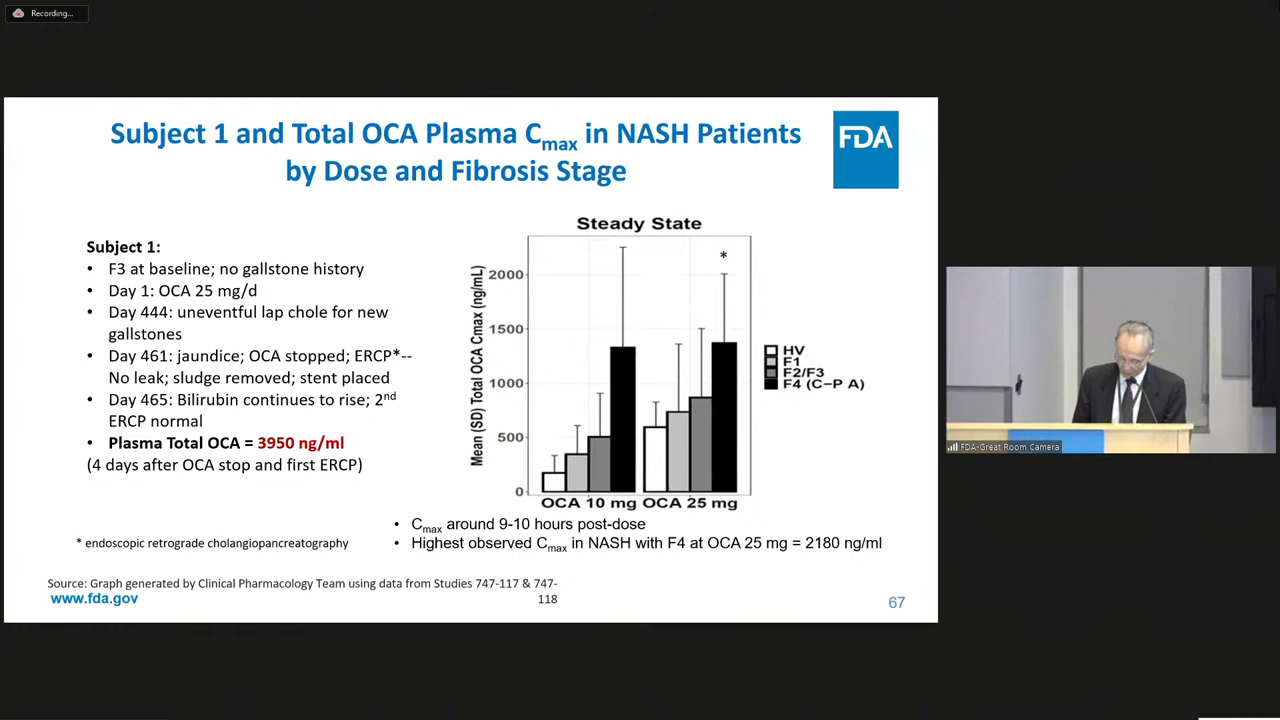 Recording...
Subject 1 and Total OCA Plasma Cmax in NASH Patients
by Dose and Fibrosis Stage
FDA
Subject 1:
• F3 at baseline; no gallstone history
• Day 1: OCA 25 mg/d
• Day 444: uneventful lap chole for new
gallstones
• Day 461: jaundice; OCA stopped; ERCP*--
No leak; sludge removed; stent placed
• Day 465: Bilirubin continues to rise; 2nd
ERCP normal
• Plasma Total OCA = 3950 ng/ml
(4 days after OCA stop and first ERCP)
* endoscopic retrograde cholangiopancreatography
Steady State
Mean (SD) Total OCA Cmax (ng/mL)
2000
1500
1000
500
0
*
OCA 10 mg OCA 25 mg
HV
F1
F2/F3
F4 (C-P A)
• Cmax around 9-10 hours post-dose
• Highest observed Cmax in NASH with F4 at OCA 25 mg = 2180 ng/ml
Source: Graph generated by Clinical Pharmacology Team using data from Studies 747-117 & 747-
118
www.fda.gov
67
FDA-Great Room Camera